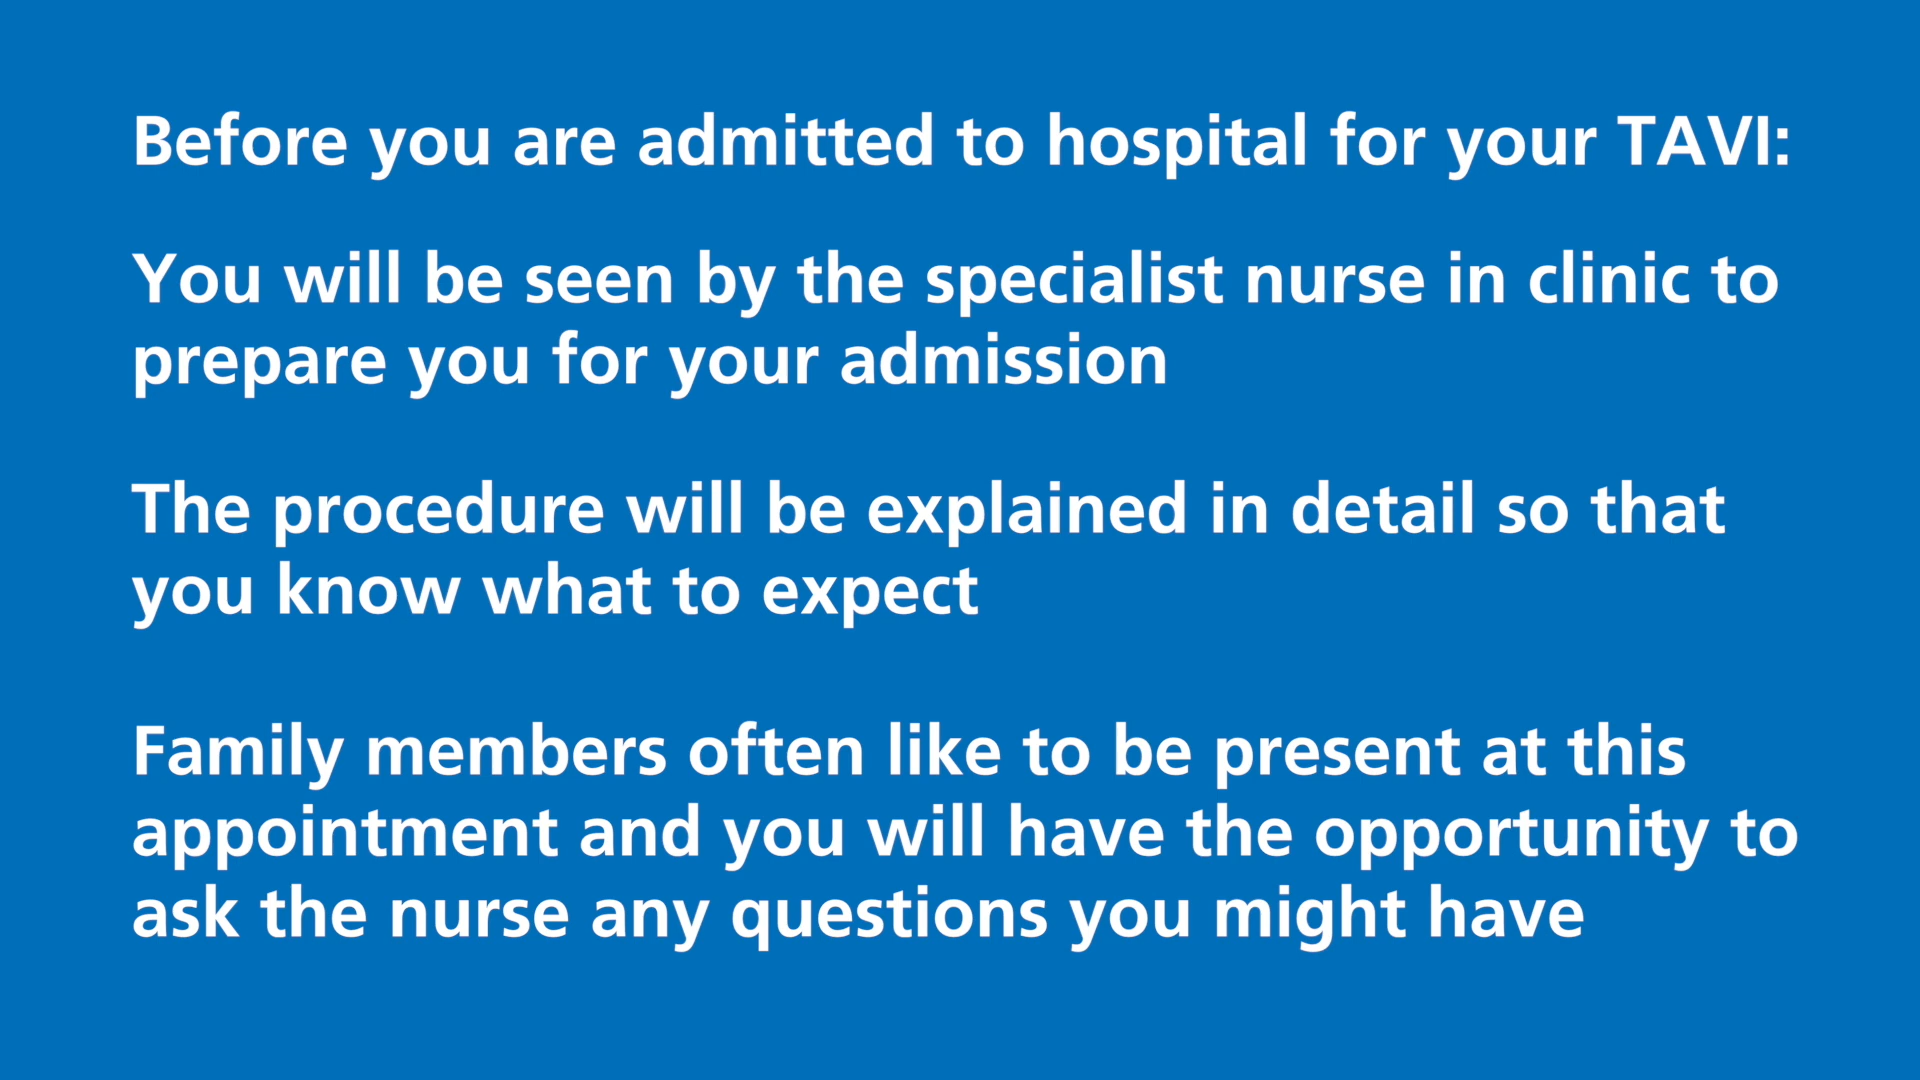 Before you are admitted to hospital for your TAVI:
You will be seen by the specialist nurse in clinic to
prepare you for your admission
The procedure will be explained in detail so that
you know what to expect
Family members often like to be present at this
appointment and you will have the opportunity to
ask the nurse any questions you might have